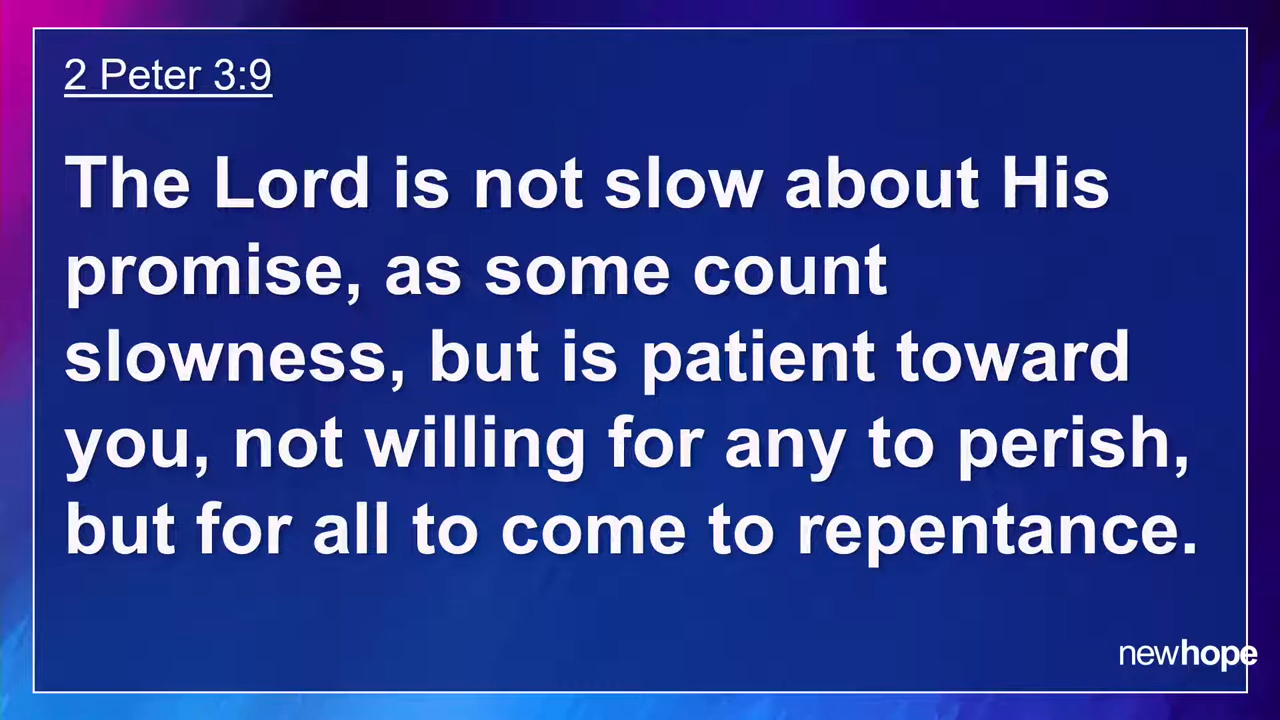 2 Peter 3:9
The Lord is not slow about His
promise, as some count
slowness, but is patient toward
you, not willing for any to perish,
but for all to come to repentance.
newhope